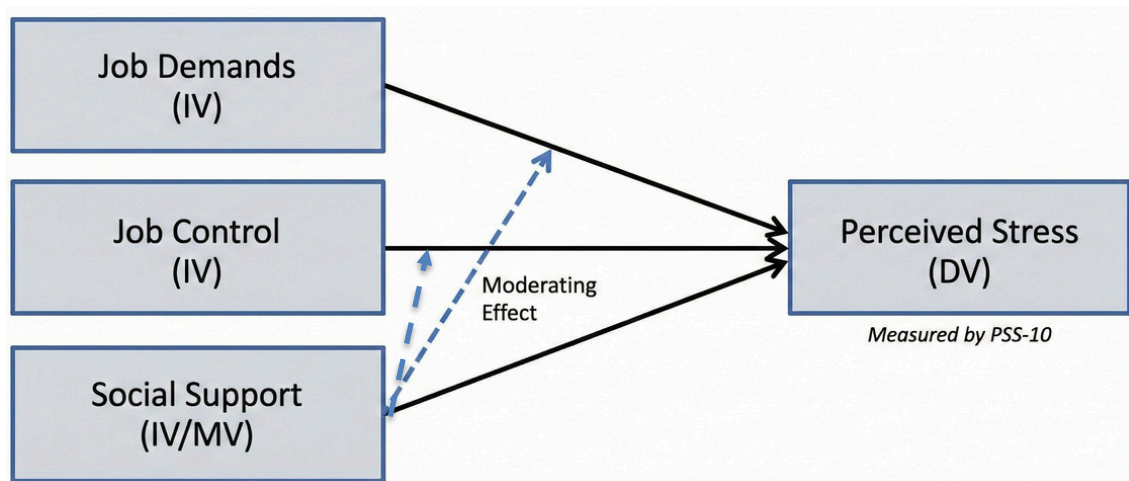 Job Demands
(IV)
Job Control
(IV)
Moderating
Effect
Social Support
(IV/MV)
Perceived Stress
(DV)
Measured by PSS-10